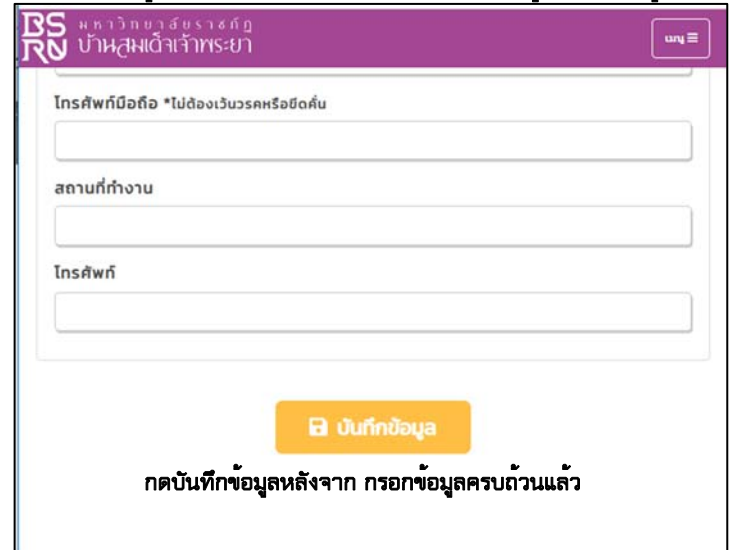 BS
RU
มหาวิทยาลัยราชภัฏ
บ้านสมเด็จเจ้าพระยา
เมนู
โทรศัพท์มือถือ *ไม่ต้องเว้นวรคหรือขีดคั่น
สถานที่ทำงาน
โทรศัพท์
บันทึกข้อมูล
กดบันทึกข้อมูลหลังจาก กรอกข้อมูลครบถ้วนแล้ว